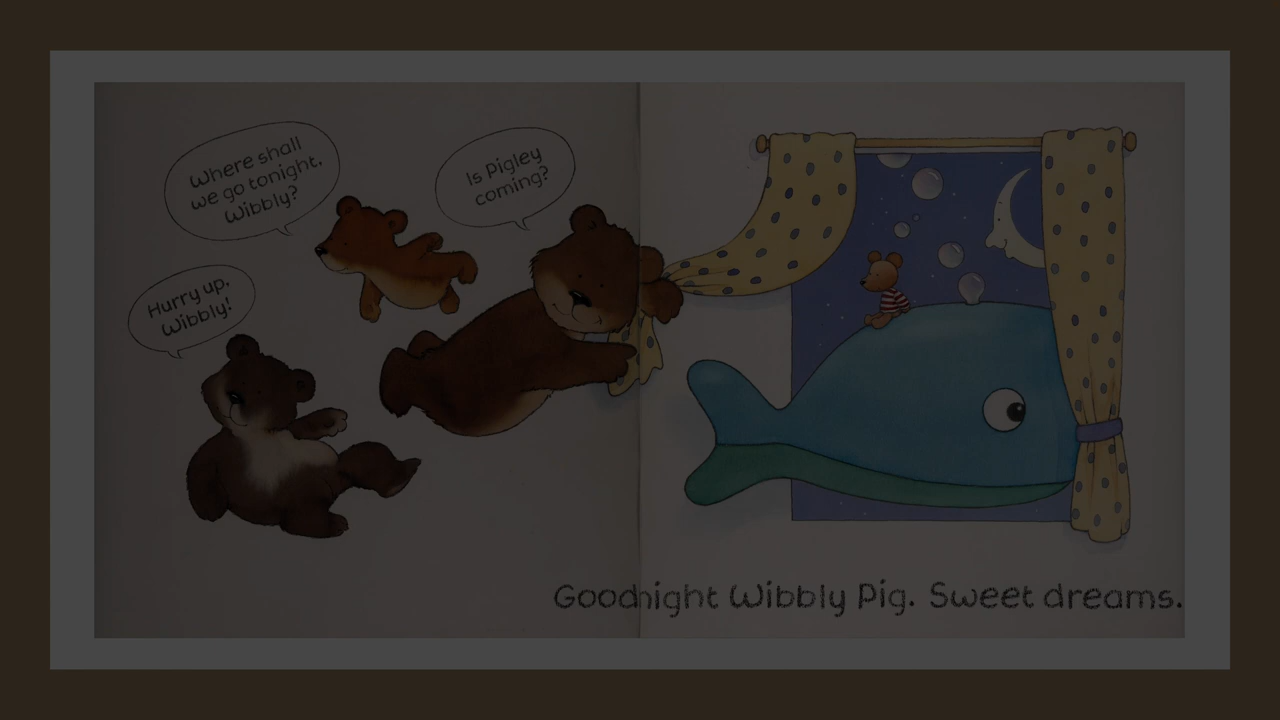 Where shall
we go tonight,
Wibbly?
Is Pigley
coming?
Hurry up,
Wibbly!
Goodnight Wibbly Pig. Sweet dreams.